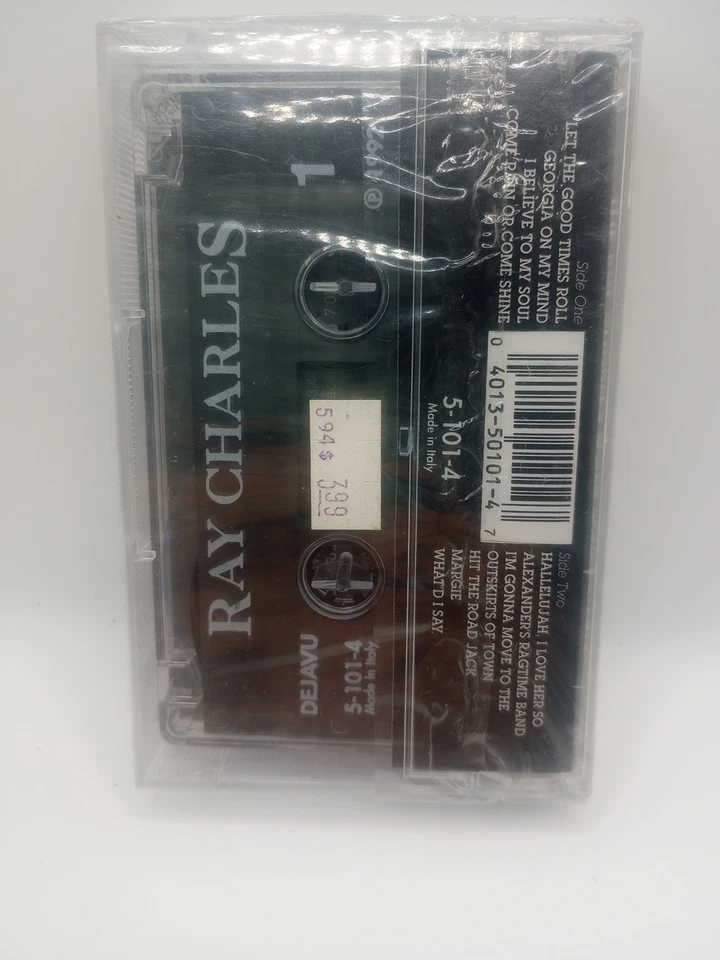 Side One
LET THE GOOD TIMES ROLL
GEORGIA ON MY MIND
I BELIEVE TO MY SOUL
COME RAIN OR COME SHINE
0 4013-50101-4 7
5-101-4
Made in Italy
Side Two
HALLELUJAH, I LOVE HER SO
ALEXANDER'S RAGTIME BAND
I'M GONNA MOVE TO THE
OUTSKIRTS OF TOWN
HIT THE ROAD JACK
MARGIE
WHAT'D I SAY
RAY CHARLES
1
594$ 399
DEJAVU
5-101-4
Made in Italy